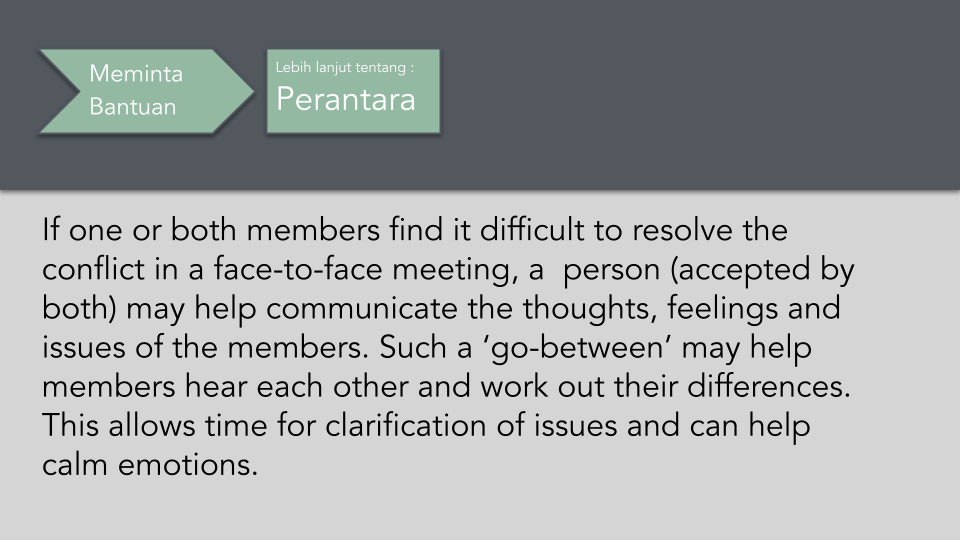 Meminta
Bantuan
Lebih lanjut tentang :
Perantara
If one or both members find it difficult to resolve the
conflict in a face-to-face meeting, a  person (accepted by
both) may help communicate the thoughts, feelings and
issues of the members. Such a ‘go-between’ may help
members hear each other and work out their differences.
This allows time for clarification of issues and can help
calm emotions.